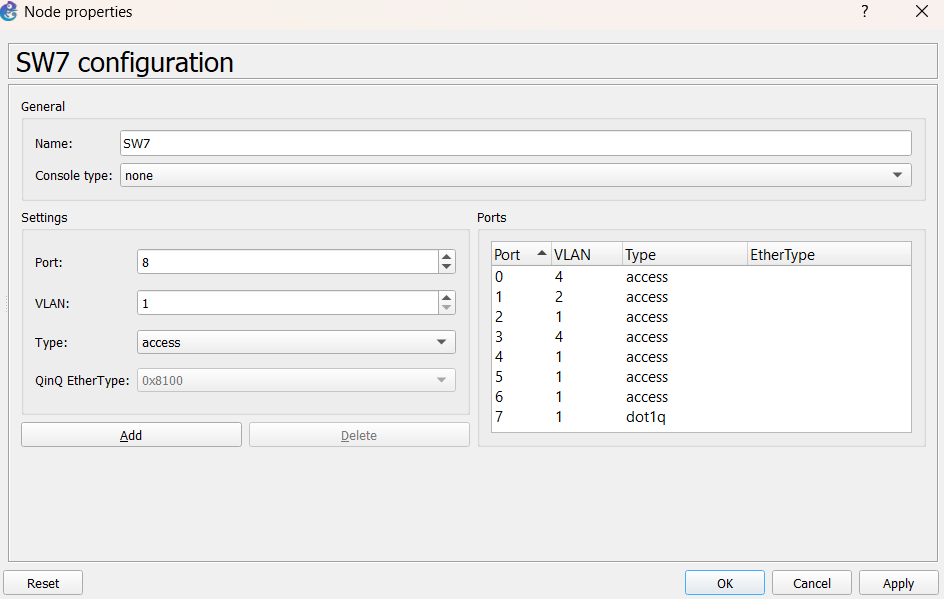 Node properties
?
SW7 configuration
General
Name: SW7
Console type: none
Settings
Port: 8
VLAN: 1
Type: access
QinQ EtherType: 0x8100
Add Delete
Ports
Port VLAN Type EtherType
0 4 access
1 2 access
2 1 access
3 4 access
4 1 access
5 1 access
6 1 access
7 1 dot1q
Reset OK Cancel Apply